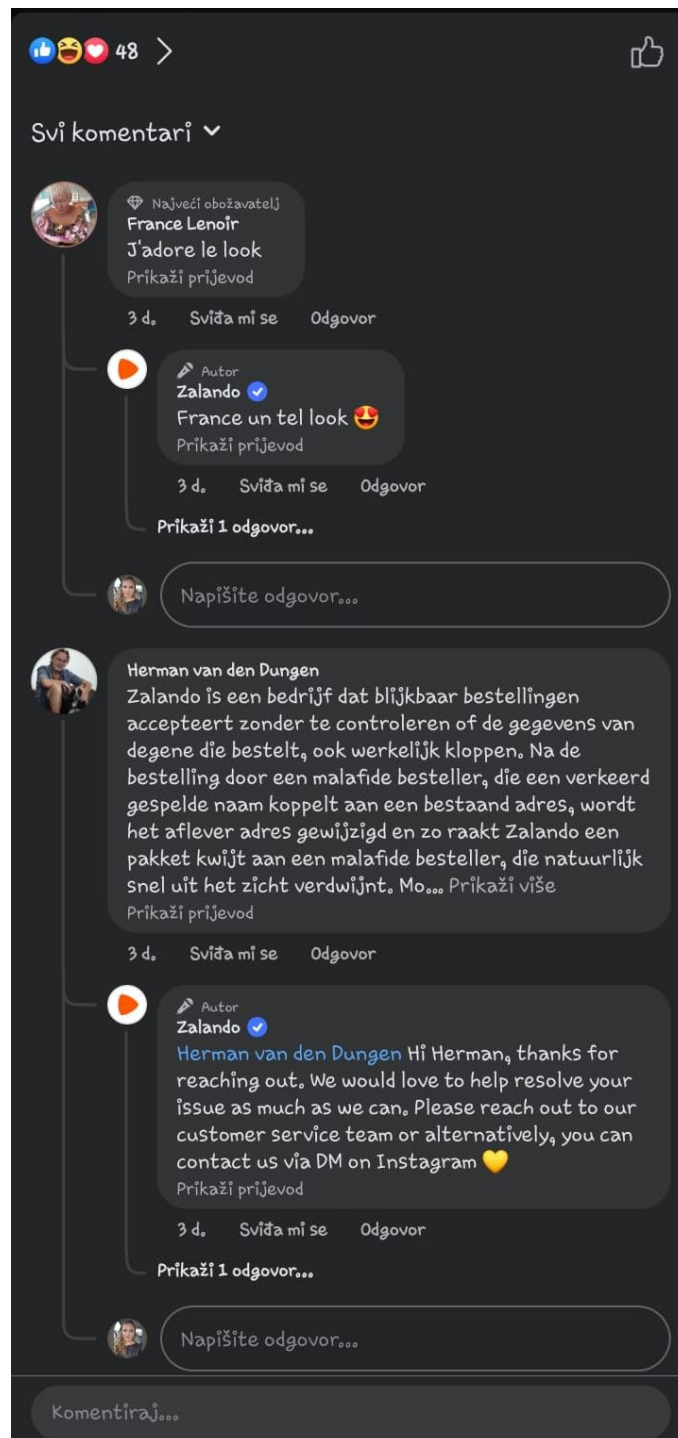 48
Svi komentari
Najveći obožavatelj
France Lenoir
J'adore le look
Prikaži prijevod
3 d. Sviđa mi se Odgovor
Autor
Zalando
France un tel look 🤩
Prikaži prijevod
3 d. Sviđa mi se Odgovor
Prikaži 1 odgovor...
Napišite odgovor...
Herman van den Dungen
Zalando is een bedrijf dat blijkbaar bestellingen
accepteert zonder te controleren of de gegevens van
degene die bestelt, ook werkelijk kloppen. Na de
bestelling door een malafide besteller, die een verkeerd
gespelde naam koppelt aan een bestaand adres, wordt
het aflever adres gewijzigd en zo raakt Zalando een
pakket kwijt aan een malafide besteller, die natuurlijk
snel uit het zicht verdwijnt. Mo... Prikaži više
Prikaži prijevod
3 d. Sviđa mi se Odgovor
Autor
Zalando
Herman van den Dungen Hi Herman, thanks for
reaching out. We would love to help resolve your
issue as much as we can. Please reach out to our
customer service team or alternatively, you can
contact us via DM on Instagram 💛
Prikaži prijevod
3 d. Sviđa mi se Odgovor
Prikaži 1 odgovor...
Napišite odgovor...
Komentiraj...